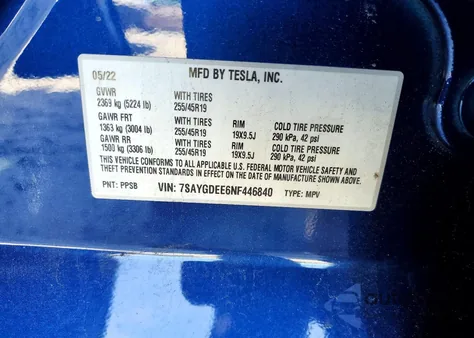 05/22 MFD BY TESLA, INC.
GVWR WITH TIRES
2369 kg (5224 lb) 255/45R19
GAWR FRT WITH TIRES RIM COLD TIRE PRESSURE
1363 kg (3004 lb) 255/45R19 19X9.5J 290 kPa, 42 psi
GAWR RR WITH TIRES RIM COLD TIRE PRESSURE
1500 kg (3306 lb) 255/45R19 19X9.5J 290 kPa, 42 psi
THIS VEHICLE CONFORMS TO ALL APPLICABLE U.S. FEDERAL MOTOR VEHICLE SAFETY AND
THEFT PREVENTION STANDARDS IN EFFECT ON THE DATE OF MANUFACTURE SHOWN ABOVE.
PNT: PPSB VIN: 7SAYGDEE6NF446840 TYPE: MPV